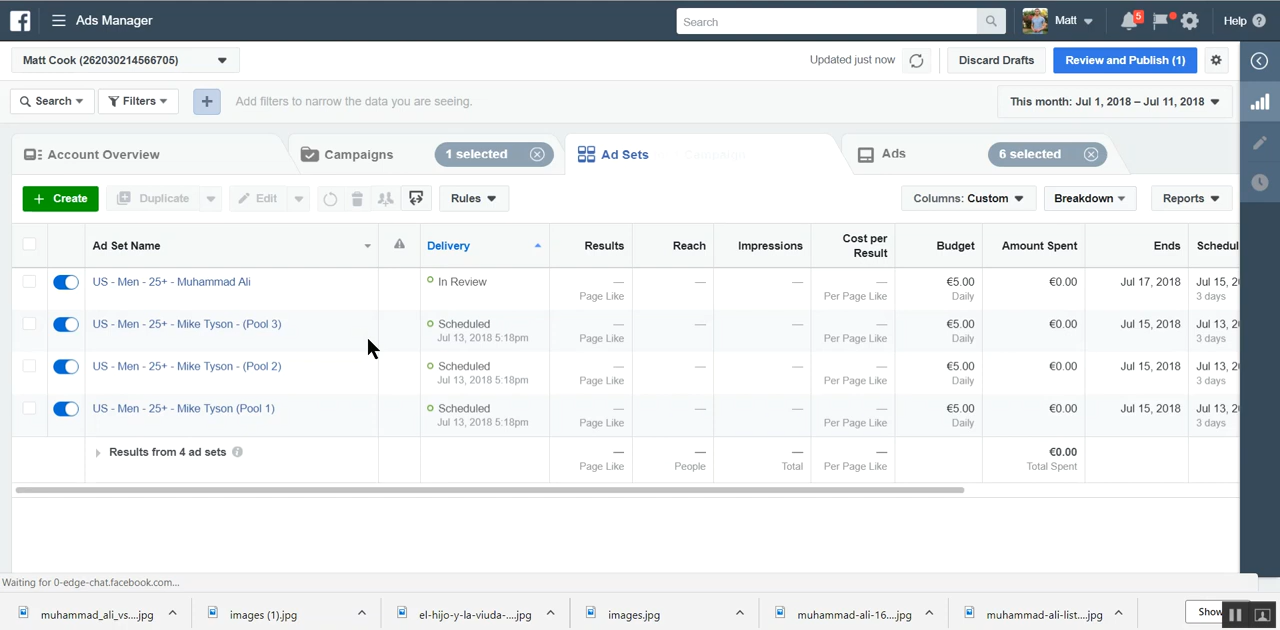 Ads Manager
Search
Matt
5
Help
Matt Cook (262030214566705)
Updated just now
Discard Drafts
Review and Publish (1)
Search
Filters
Add filters to narrow the data you are seeing.
This month: Jul 1, 2018 – Jul 11, 2018
Account Overview
Campaigns
1 selected
Ad Sets
Ads
6 selected
+ Create
Duplicate
Edit
Rules
Columns: Custom
Breakdown
Reports
Ad Set Name
Delivery
Results
Reach
Impressions
Cost per
Result
Budget
Amount Spent
Ends
Schedul
US - Men - 25+ - Muhammad Ali
In Review
— — — —
€5.00
€0.00
Jul 17, 2018
Jul 15, 2
Page Like
Per Page Like
Daily
3 days
US - Men - 25+ - Mike Tyson - (Pool 3)
Scheduled
— — — —
€5.00
€0.00
Jul 15, 2018
Jul 13, 2
Jul 13, 2018 5:18pm
Page Like
Per Page Like
Daily
3 days
US - Men - 25+ - Mike Tyson - (Pool 2)
Scheduled
— — — —
€5.00
€0.00
Jul 15, 2018
Jul 13, 2
Jul 13, 2018 5:18pm
Page Like
Per Page Like
Daily
3 days
US - Men - 25+ - Mike Tyson (Pool 1)
Scheduled
— — — —
€5.00
€0.00
Jul 15, 2018
Jul 13, 2
Jul 13, 2018 5:18pm
Page Like
Per Page Like
Daily
3 days
Results from 4 ad sets
— — — —
€0.00
Page Like
People
Total
Per Page Like
Total Spent
Waiting for 0-edge-chat.facebook.com...
muhammad_ali_vs....jpg
images (1).jpg
el-hijo-y-la-viuda-....jpg
images.jpg
muhammad-ali-16....jpg
muhammad-ali-list....jpg
Show